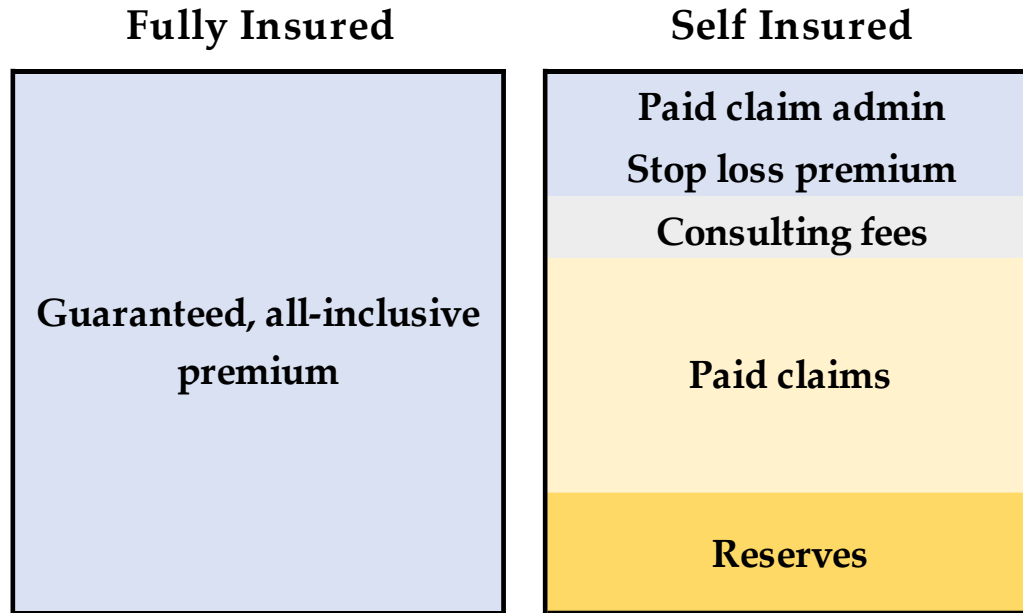 Fully Insured
Self Insured
Guaranteed, all-inclusive
premium
Paid claim admin
Stop loss premium
Consulting fees
Paid claims
Reserves